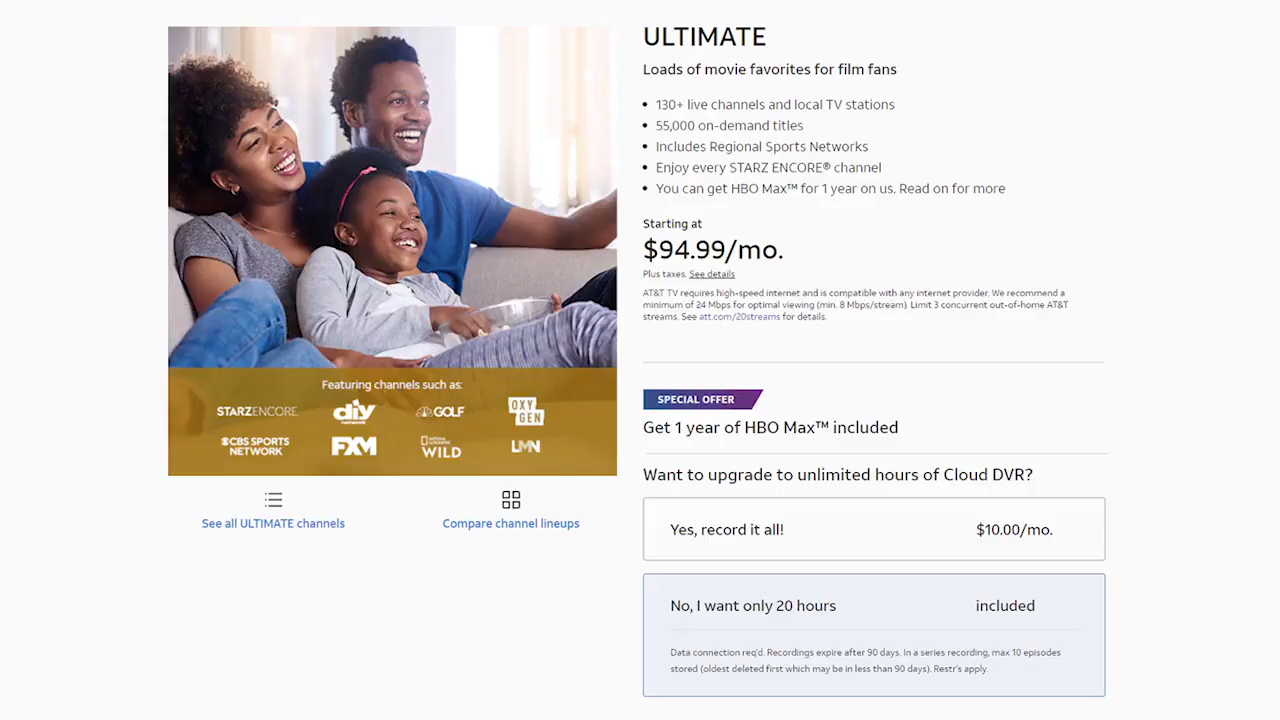 ULTIMATE
Loads of movie favorites for film fans
130+ live channels and local TV stations
55,000 on-demand titles
Includes Regional Sports Networks
Enjoy every STARZ ENCORE® channel
You can get HBO Max™ for 1 year on us. Read on for more
Starting at
$94.99/mo.
Plus taxes. See details
AT&T TV requires high-speed internet and is compatible with any internet provider. We recommend a
minimum of 24 Mbps for optimal viewing (min. 8 Mbps/stream). Limit 3 concurrent out-of-home AT&T
streams. See att.com/20streams for details.
Featuring channels such as:
STARZENCORE diy network GOLF OXYGEN
CBS SPORTS NETWORK FXM NATIONAL GEOGRAPHIC WILD LMN
See all ULTIMATE channels
Compare channel lineups
SPECIAL OFFER
Get 1 year of HBO Max™ included
Want to upgrade to unlimited hours of Cloud DVR?
Yes, record it all! $10.00/mo.
No, I want only 20 hours included
Data connection req'd. Recordings expire after 90 days. In a series recording, max 10 episodes
stored (oldest deleted first which may be in less than 90 days). Restr's apply.